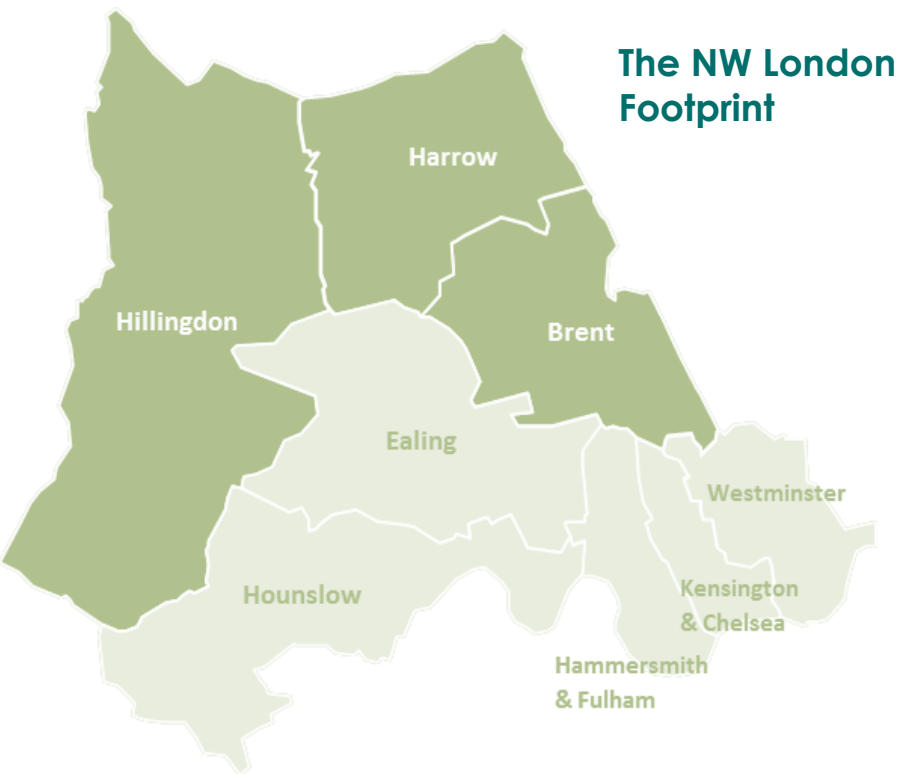 The NW London
Footprint
Harrow
Hillingdon
Brent
Ealing
Westminster
Hounslow
Kensington
& Chelsea
Hammersmith
& Fulham